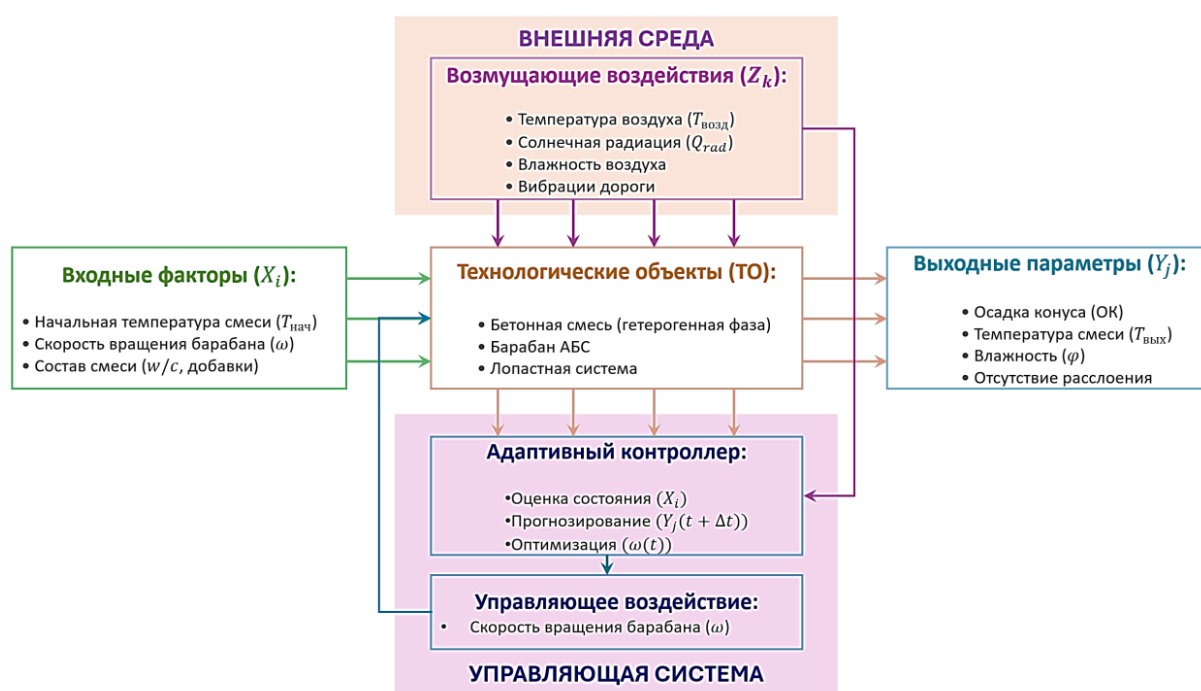 ВНЕШНЯЯ СРЕДА
Возмущающие воздействия (Z_k):
• Температура воздуха (T_возд)
• Солнечная радиация (Q_rad)
• Влажность воздуха
• Вибрации дороги
Входные факторы (X_i):
• Начальная температура смеси (T_нач)
• Скорость вращения барабана (ω)
• Состав смеси (w/c, добавки)
Технологические объекты (ТО):
• Бетонная смесь (гетерогенная фаза)
• Барабан АБС
• Лопастная система
Выходные параметры (Y_j):
• Осадка конуса (ОК)
• Температура смеси (T_вых)
• Влажность (φ)
• Отсутствие расслоения
Адаптивный контроллер:
•Оценка состояния (X_i)
•Прогнозирование (Y_j(t + Δt))
•Оптимизация (ω(t))
Управляющее воздействие:
• Скорость вращения барабана (ω)
УПРАВЛЯЮЩАЯ СИСТЕМА